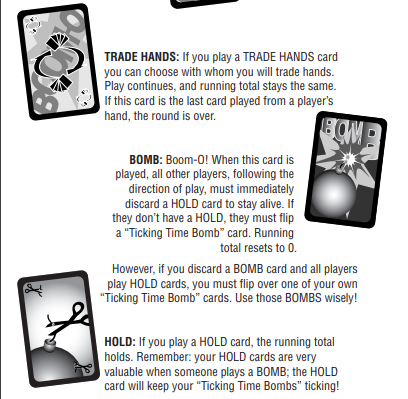 BOOMO
TRADE HANDS: If you play a TRADE HANDS card
you can choose with whom you will trade hands.
Play continues, and running total stays the same.
If this card is the last card played from a player's
hand, the round is over.
BOMB
BOMB: Boom-O! When this card is
played, all other players, following the
direction of play, must immediately
discard a HOLD card to stay alive. If
they don't have a HOLD, they must flip
a “Ticking Time Bomb” card. Running
total resets to 0.
However, if you discard a BOMB card and all players
play HOLD cards, you must flip over one of your own
“Ticking Time Bomb” cards. Use those BOMBS wisely!
HOLD: If you play a HOLD card, the running total
holds. Remember: your HOLD cards are very
valuable when someone plays a BOMB; the HOLD
card will keep your “Ticking Time Bombs” ticking!